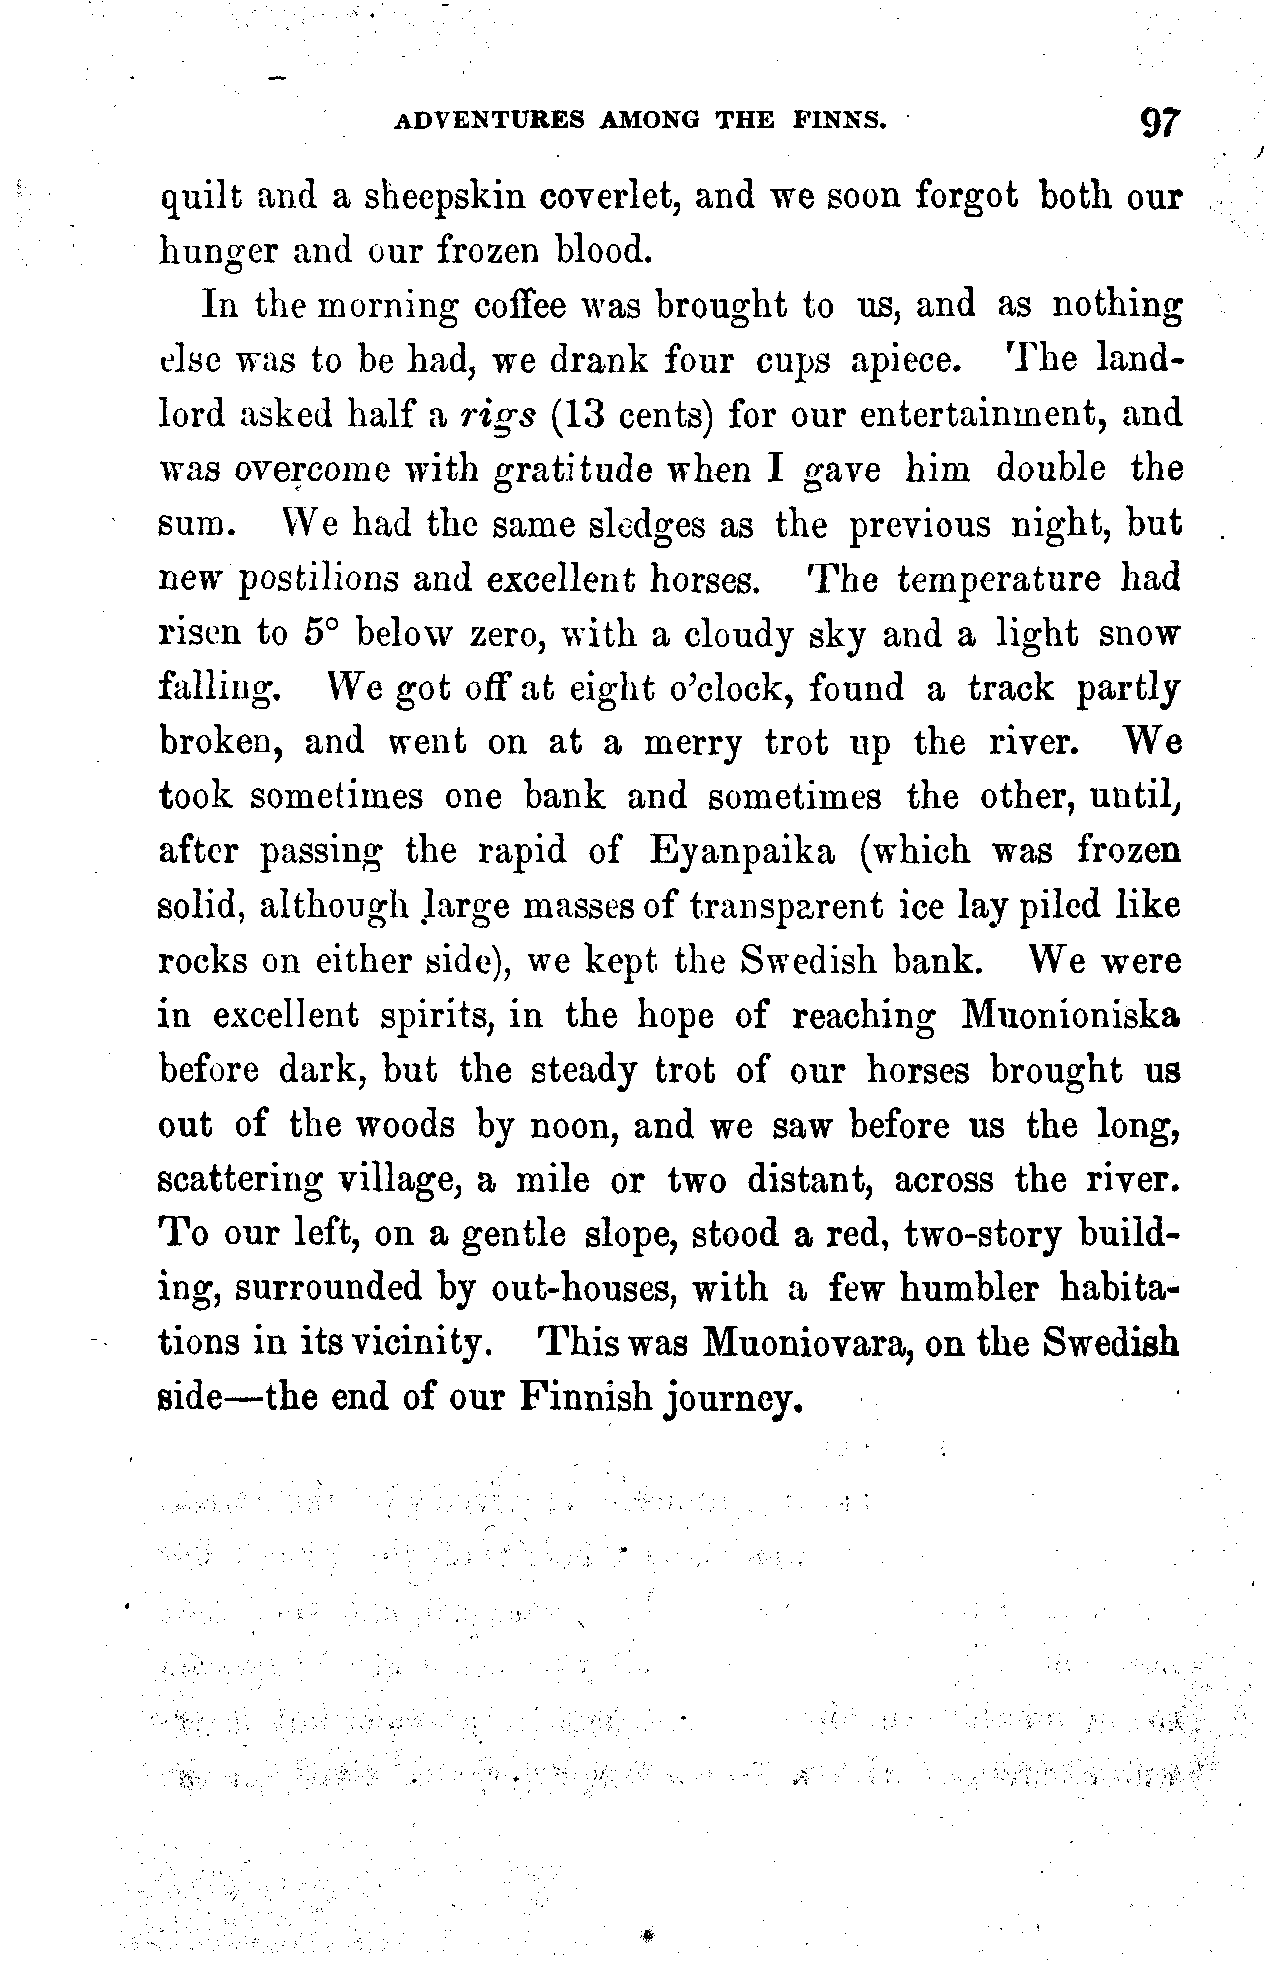 ADVENTURES AMONG THE FINNS. 97
quilt and a sheepskin coverlet, and we soon forgot both our
hunger and our frozen blood.
In the morning coffee was brought to us, and as nothing
else was to be had, we drank four cups apiece. The land-
lord asked half a rigs (13 cents) for our entertainment, and
was overcome with gratitude when I gave him double the
sum. We had the same sledges as the previous night, but
new postilions and excellent horses. The temperature had
risen to 5° below zero, with a cloudy sky and a light snow
falling. We got off at eight o'clock, found a track partly
broken, and went on at a merry trot up the river. We
took sometimes one bank and sometimes the other, until,
after passing the rapid of Eyanpaika (which was frozen
solid, although large masses of transparent ice lay piled like
rocks on either side), we kept the Swedish bank. We were
in excellent spirits, in the hope of reaching Muonioniska
before dark, but the steady trot of our horses brought us
out of the woods by noon, and we saw before us the long,
scattering village, a mile or two distant, across the river.
To our left, on a gentle slope, stood a red, two-story build-
ing, surrounded by out-houses, with a few humbler habita-
tions in its vicinity. This was Muoniovara, on the Swedish
side—the end of our Finnish journey.